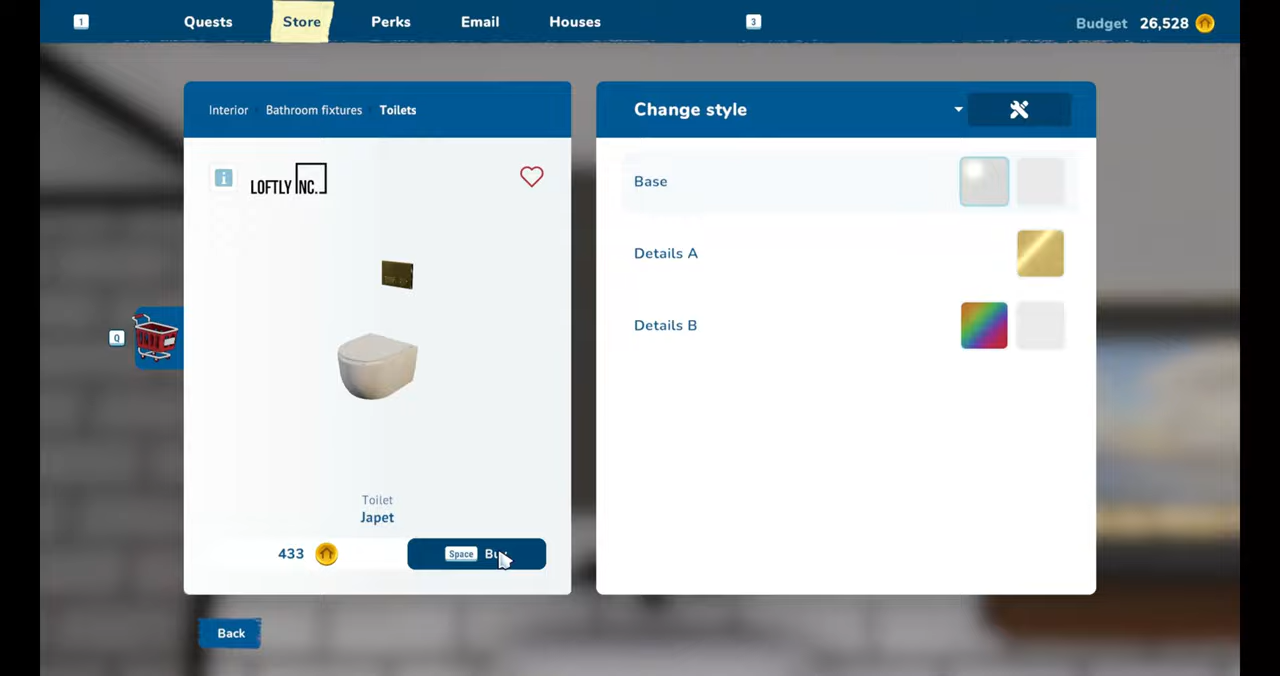 1 Quests Store Perks Email Houses 3 Budget 26,528
Interior Bathroom fixtures Toilets
i LOFTLY INC.
Change style
Base
Details A
Details B
Q
Toilet
Japet
433 Space
Back